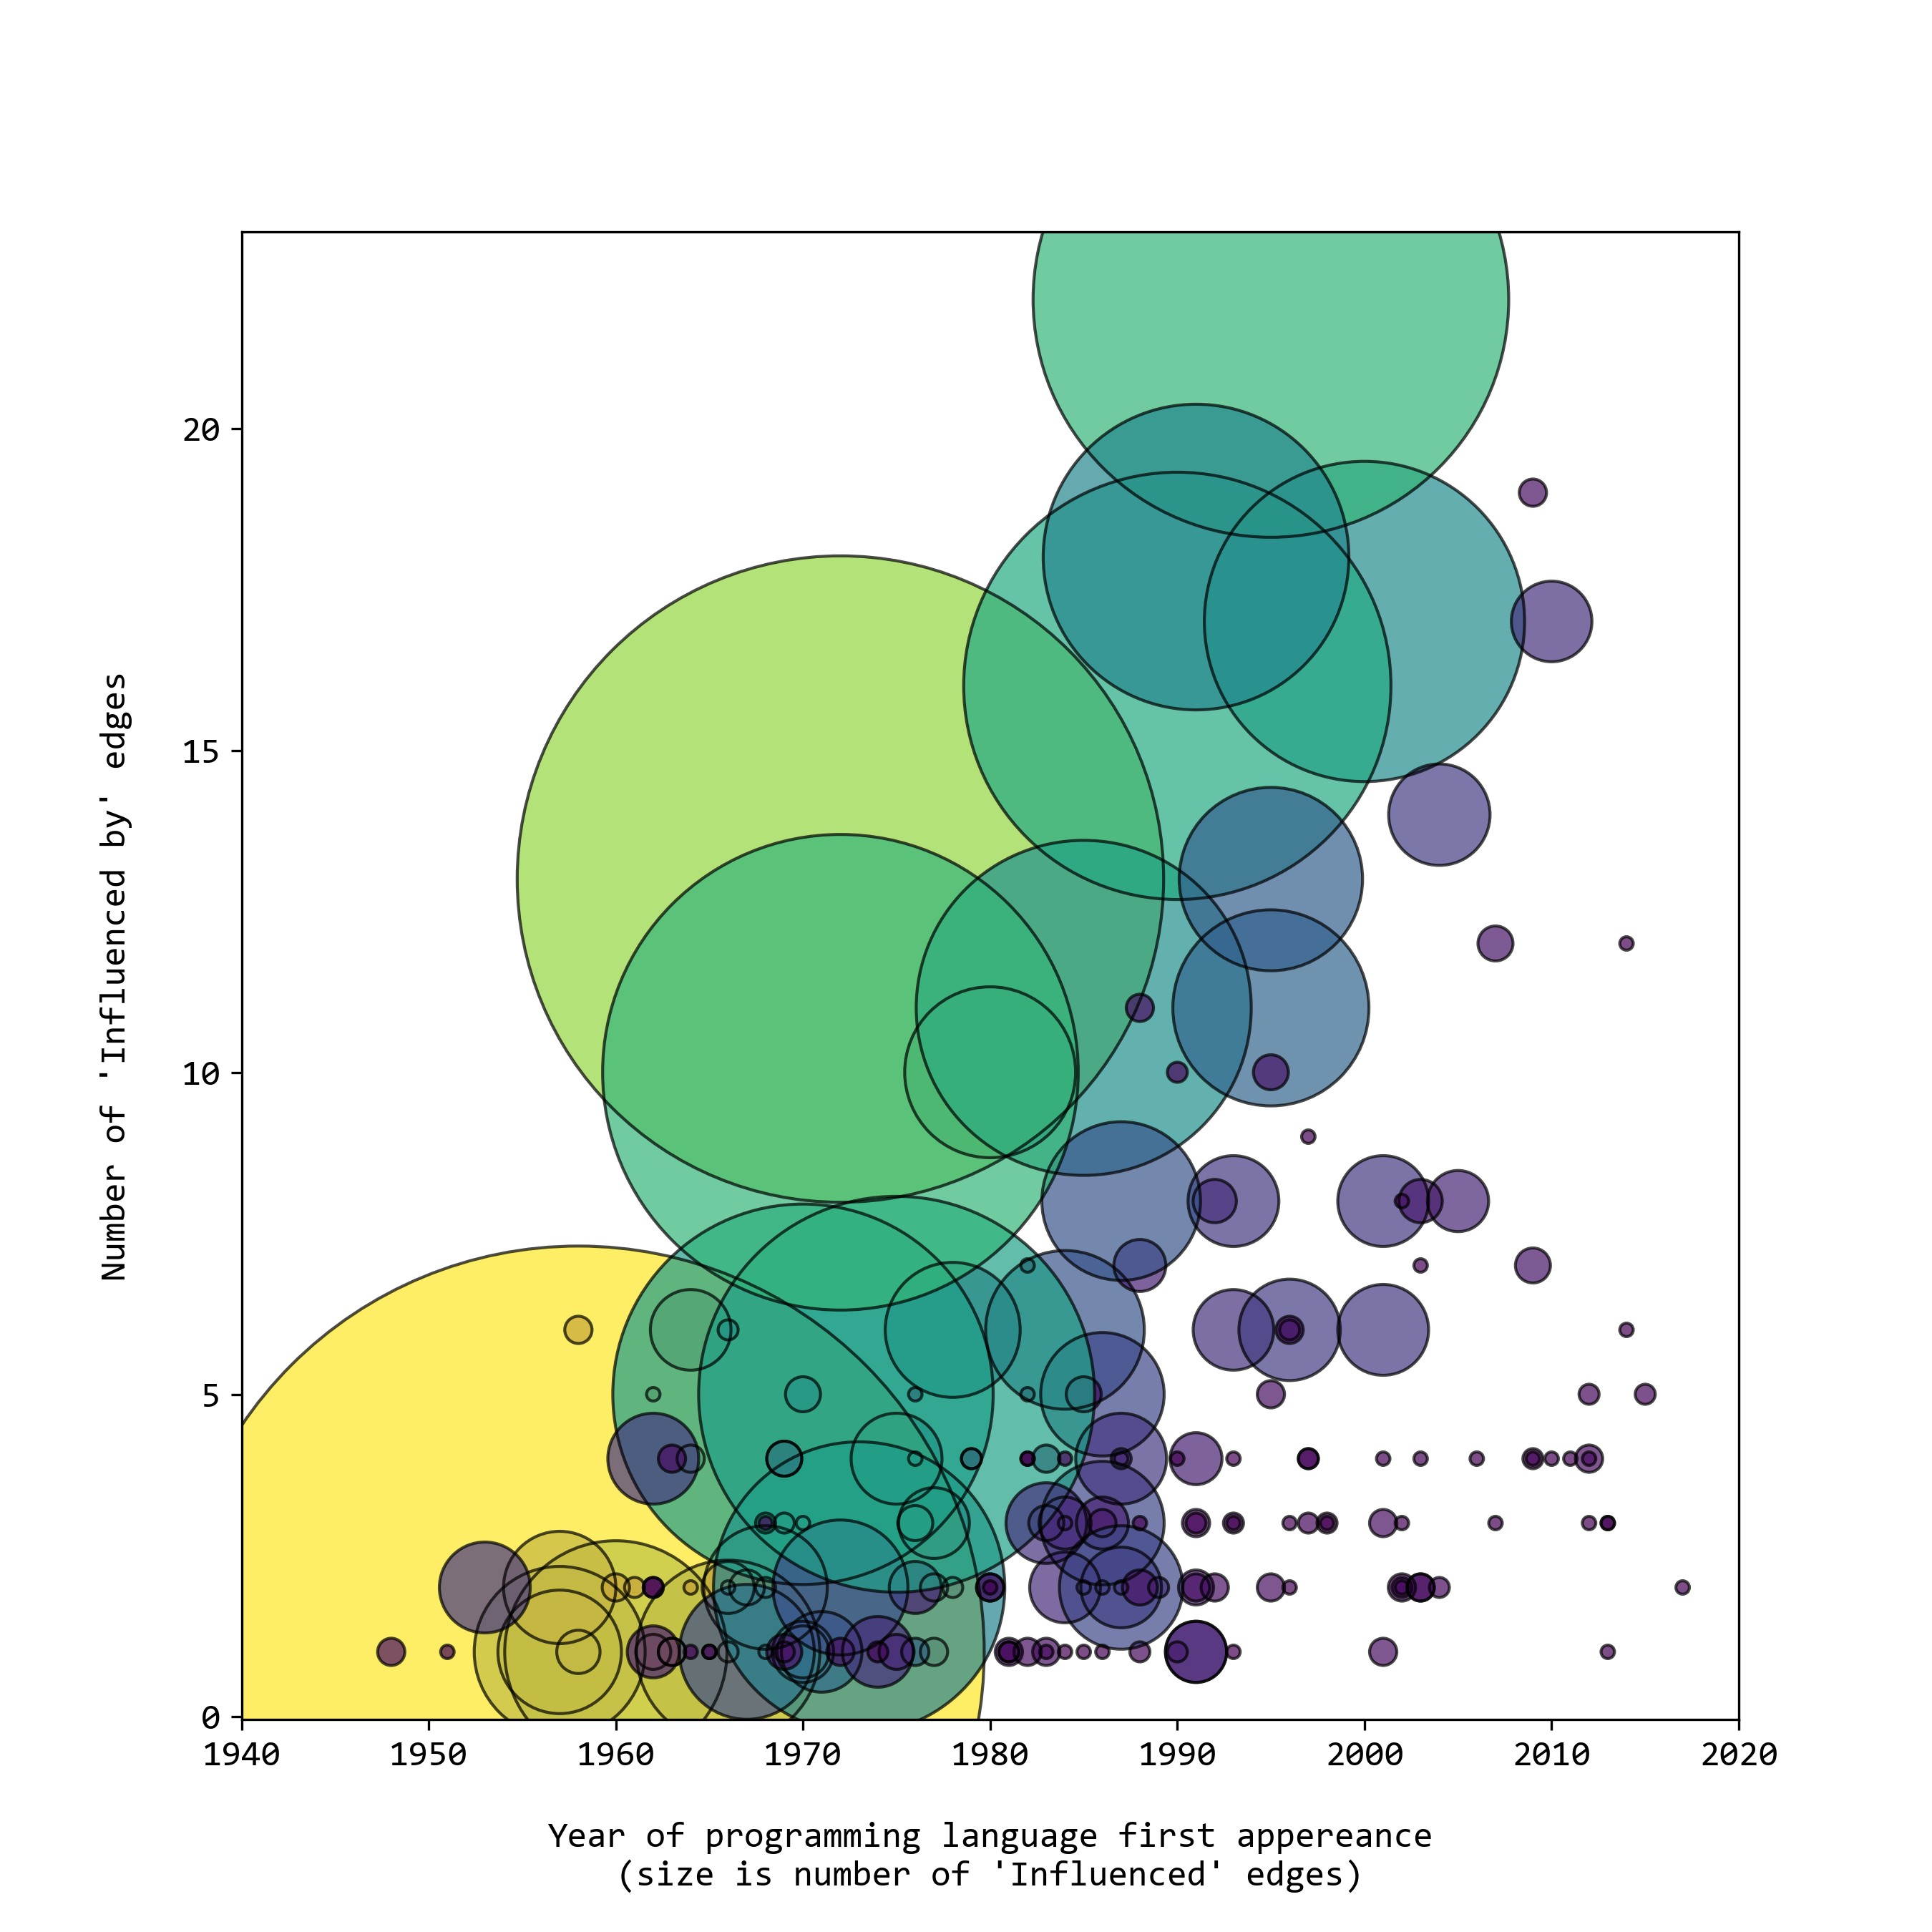 20
15
10
5
0
Number of 'Influenced by' edges
1940 1950 1960 1970 1980 1990 2000 2010 2020
Year of programming language first appereance
(size is number of 'Influenced' edges)